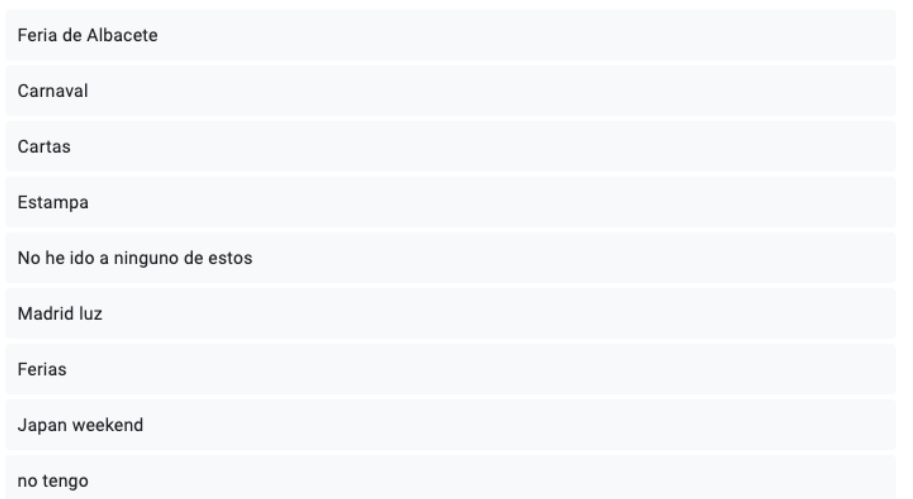 Feria de Albacete
Carnaval
Cartas
Estampa
No he ido a ninguno de estos
Madrid luz
Ferias
Japan weekend
no tengo